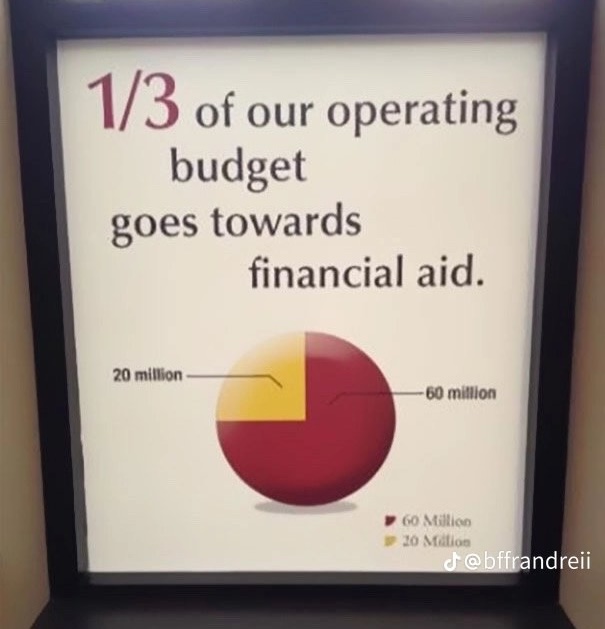 1/3 of our operating
budget
goes towards
financial aid.
20 million
60 million
60 Million
20 Million
@bffrandreii